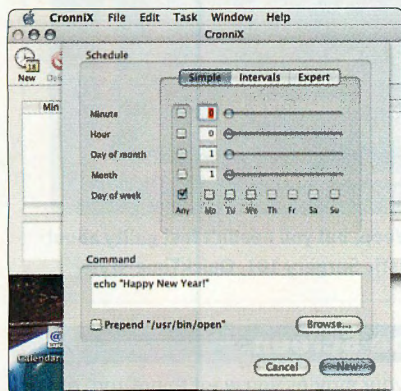 CronniX File Edit Task Window Help
CronniX
New
Min
Schedule
Simple Intervals Expert
Minute 0
Hour 0
Day of month 1
Month 1
Day of week
Any Mo Tu We Th Fr Sa Su
Command
echo "Happy New Year!"
Prepend "/usr/bin/open"
Browse...
Cancel New